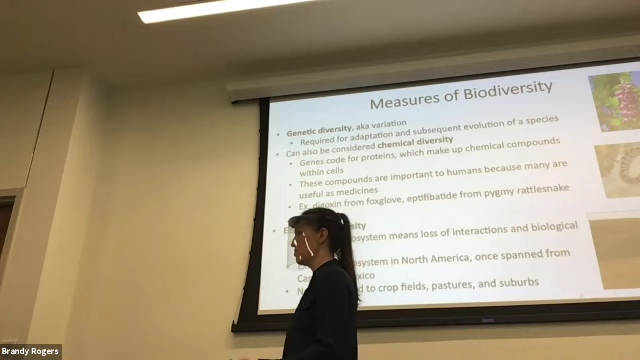 Measures of Biodiversity
• Genetic diversity, aka variation
• Required for adaptation and subsequent evolution of a species
• Can also be considered chemical diversity
• Genes code for proteins, which make up chemical compounds
within cells
• These compounds are important to humans because many are
useful as medicines
• Ex. digoxin from foxglove, eptifibatide from pygmy rattlesnake
system means loss of interactions and biological
system in North America, once spanned from
• to crop fields, pastures, and suburbs
Brandy Rogers